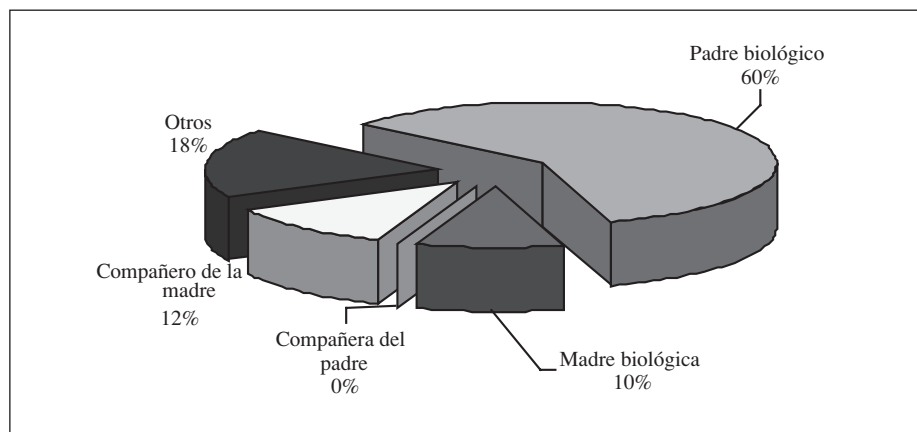 Padre biológico
60%
Otros
18%
Compañero de la
madre
12%
Compañera del
padre
0%
Madre biológica
10%